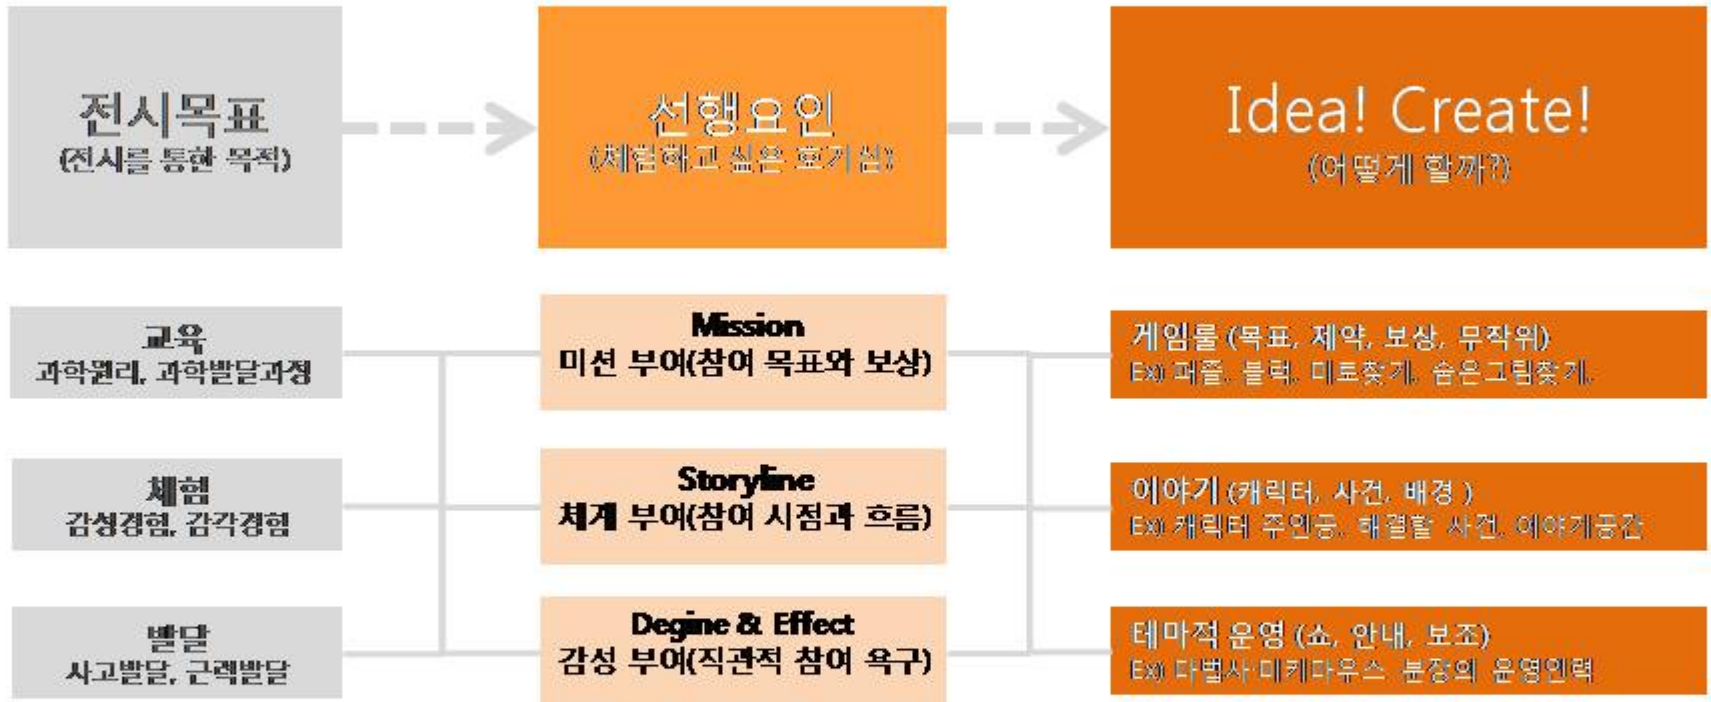 전시목표
(전시를 통한 목적)
선행요인
(체험하고 싶은 호기심)
Idea! Create!
(어떻게 할까?)
교육
과학원리, 과학발달과정
Mission
미션 부여(참여 목표와 보상)
게임룰 (목표, 제약, 보상, 무작위)
Ex) 퍼즐, 블럭, 미로찾기, 숨은그림찾기,
체험
감성경험, 감각경험
Storyline
체계 부여(참여 시점과 흐름)
이야기 (캐릭터, 사건, 배경 )
Ex) 캐릭터 주인공, 해결할 사건, 이야기공간
발달
사고발달, 근력발달
Degine & Effect
감성 부여(직관적 참여 욕구)
테마적 운영 (쇼, 안내, 보조)
Ex) 마법사·미키마우스 분장의 운영인력